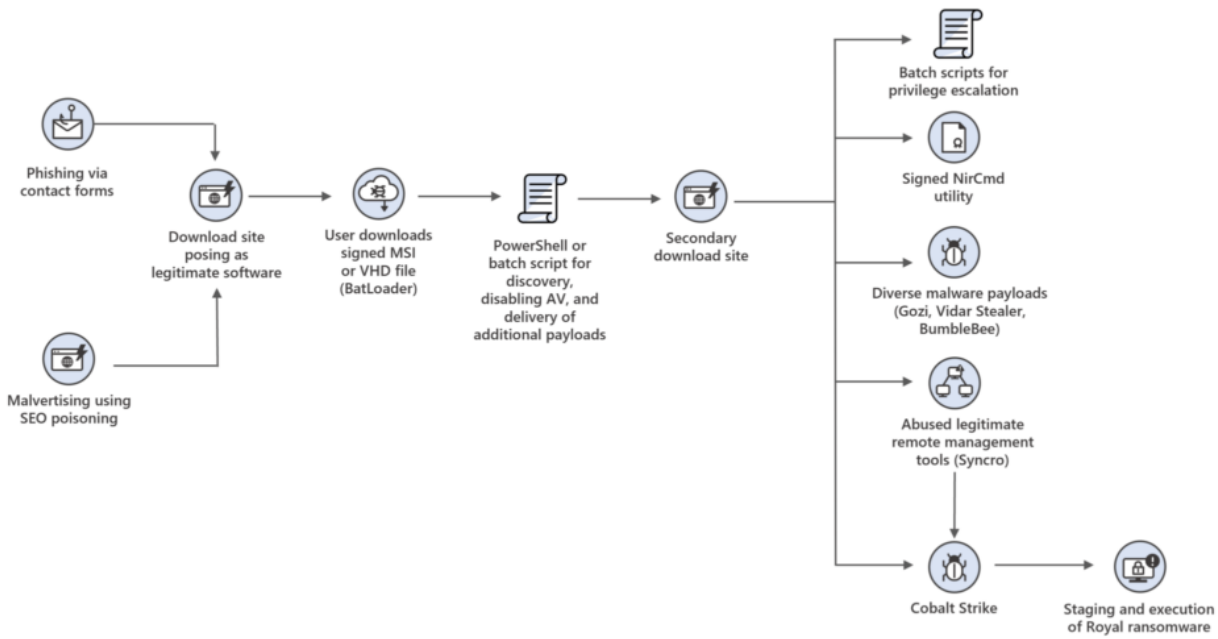 Phishing via
contact forms
Malvertising using
SEO poisoning
Download site
posing as
legitimate software
User downloads
signed MSI
or VHD file
(BatLoader)
PowerShell or
batch script for
discovery,
disabling AV, and
delivery of
additional payloads
Secondary
download site
Batch scripts for
privilege escalation
Signed NirCmd
utility
Diverse malware payloads
(Gozi, Vidar Stealer,
BumbleBee)
Abused legitimate
remote management
tools (Syncro)
Cobalt Strike
Staging and execution
of Royal ransomware